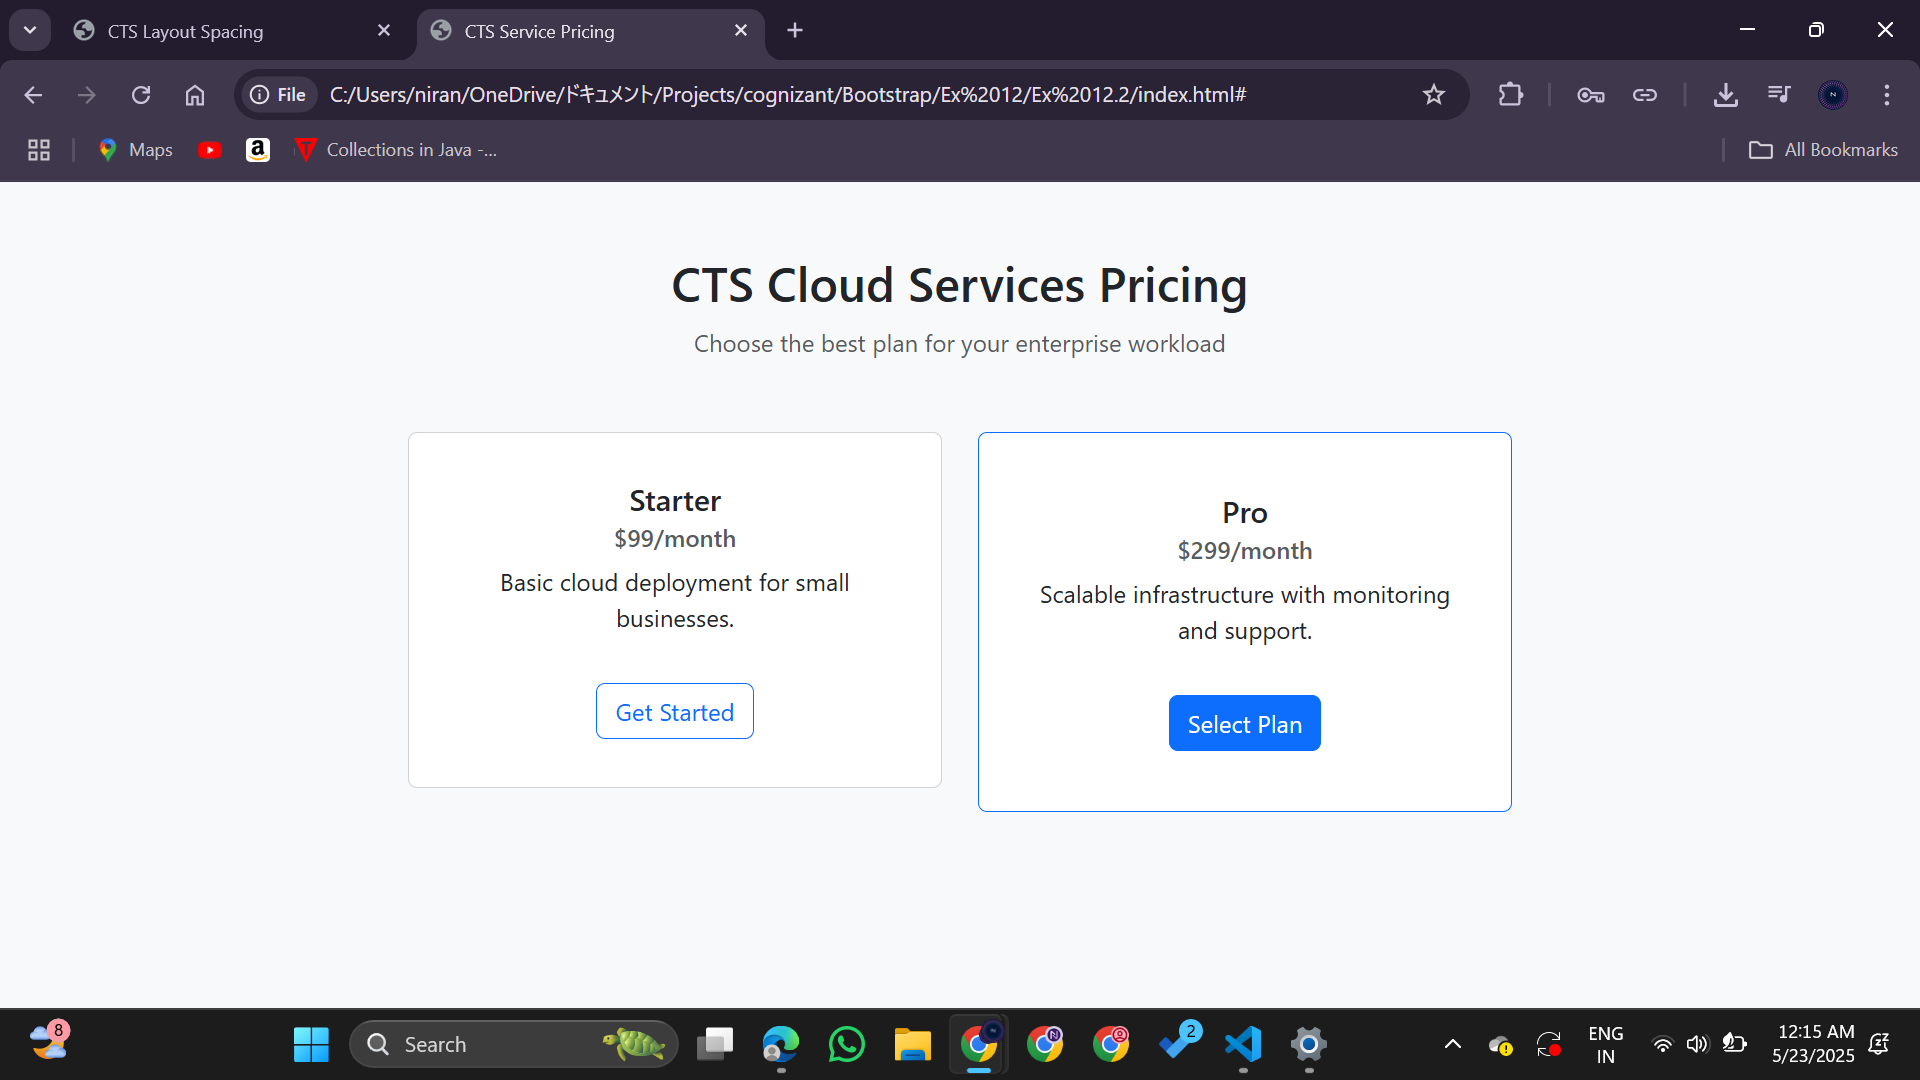 CTS Layout Spacing
CTS Service Pricing
File
C:/Users/niran/OneDrive/ドキュメント/Projects/cognizant/Bootstrap/Ex%2012/Ex%2012.2/index.html#
Maps
Collections in Java -...
All Bookmarks
CTS Cloud Services Pricing
Choose the best plan for your enterprise workload
Starter
$99/month
Basic cloud deployment for small
businesses.
Get Started
Pro
$299/month
Scalable infrastructure with monitoring
and support.
Select Plan
8
Search
2
ENG
IN
12:15 AM
5/23/2025